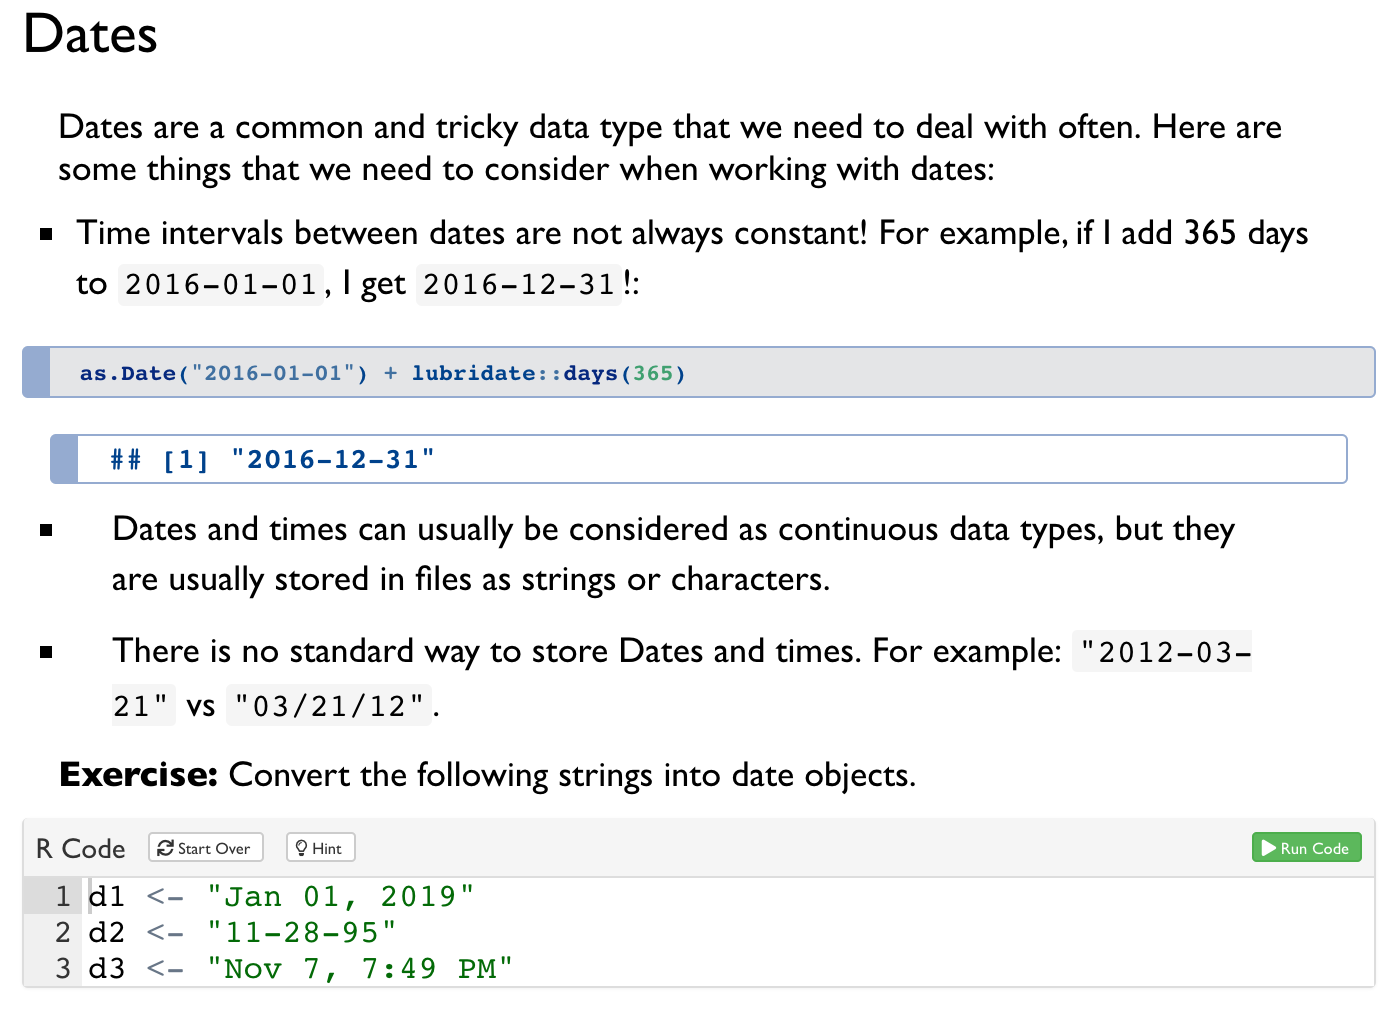 Dates
Dates are a common and tricky data type that we need to deal with often. Here are
some things that we need to consider when working with dates:
▪ Time intervals between dates are not always constant! For example, if I add 365 days
to 2016-01-01, I get 2016-12-31!:
as.Date("2016-01-01") + lubridate::days(365)
## [1] "2016-12-31"
▪ Dates and times can usually be considered as continuous data types, but they
are usually stored in files as strings or characters.
▪ There is no standard way to store Dates and times. For example: "2012-03-
21" vs "03/21/12".
Exercise: Convert the following strings into date objects.
R Code Start Over Hint Run Code
1 d1 <- "Jan 01, 2019"
2 d2 <- "11-28-95"
3 d3 <- "Nov 7, 7:49 PM"